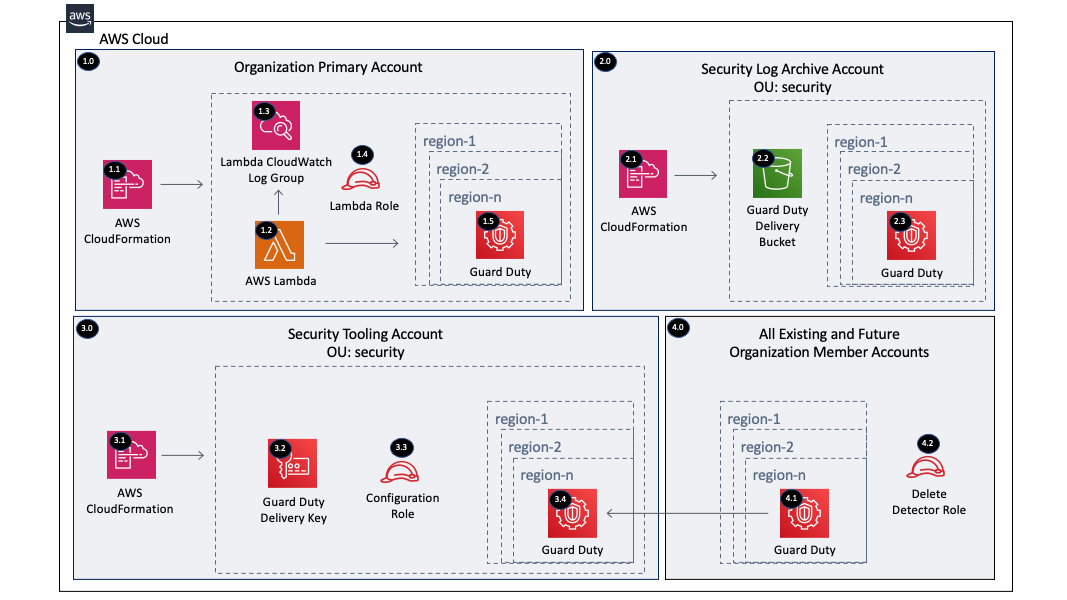 aws
AWS Cloud
1.0
Organization Primary Account
1.1
AWS
CloudFormation
1.3
Lambda CloudWatch
Log Group
1.2
AWS Lambda
1.4
Lambda Role
region-1
region-2
region-n
1.5
Guard Duty
2.0
Security Log Archive Account
OU: security
2.1
AWS
CloudFormation
2.2
Guard Duty
Delivery
Bucket
region-1
region-2
region-n
2.3
Guard Duty
3.0
Security Tooling Account
OU: security
3.1
AWS
CloudFormation
3.2
Guard Duty
Delivery Key
3.3
Configuration
Role
region-1
region-2
region-n
3.4
Guard Duty
4.0
All Existing and Future
Organization Member Accounts
region-1
region-2
region-n
4.1
Guard Duty
4.2
Delete
Detector Role